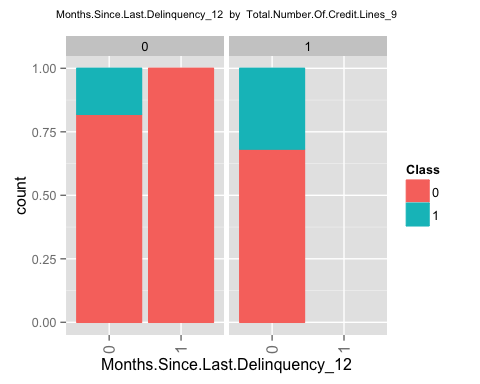 Months.Since.Last.Delinquency_12 by Total.Number.Of.Credit.Lines_9
0 1
1.00
0.75
0.50
0.25
0.00
count
0 1 0 1
Months.Since.Last.Delinquency_12
Class
0
1